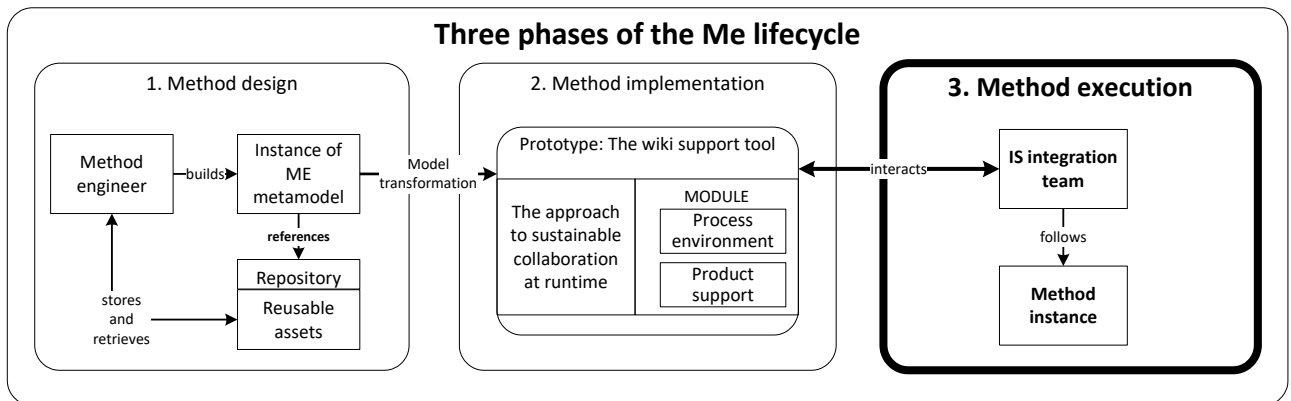 Three phases of the Me lifecycle
1. Method design
Method
engineer
builds
Instance of
ME
metamodel
references
Repository
Reusable
assets
stores
and
retrieves
Model
transformation
2. Method implementation
Prototype: The wiki support tool
The approach
to sustainable
collaboration
at runtime
MODULE
Process
environment
Product
support
interacts
3. Method execution
IS integration
team
follows
Method
instance